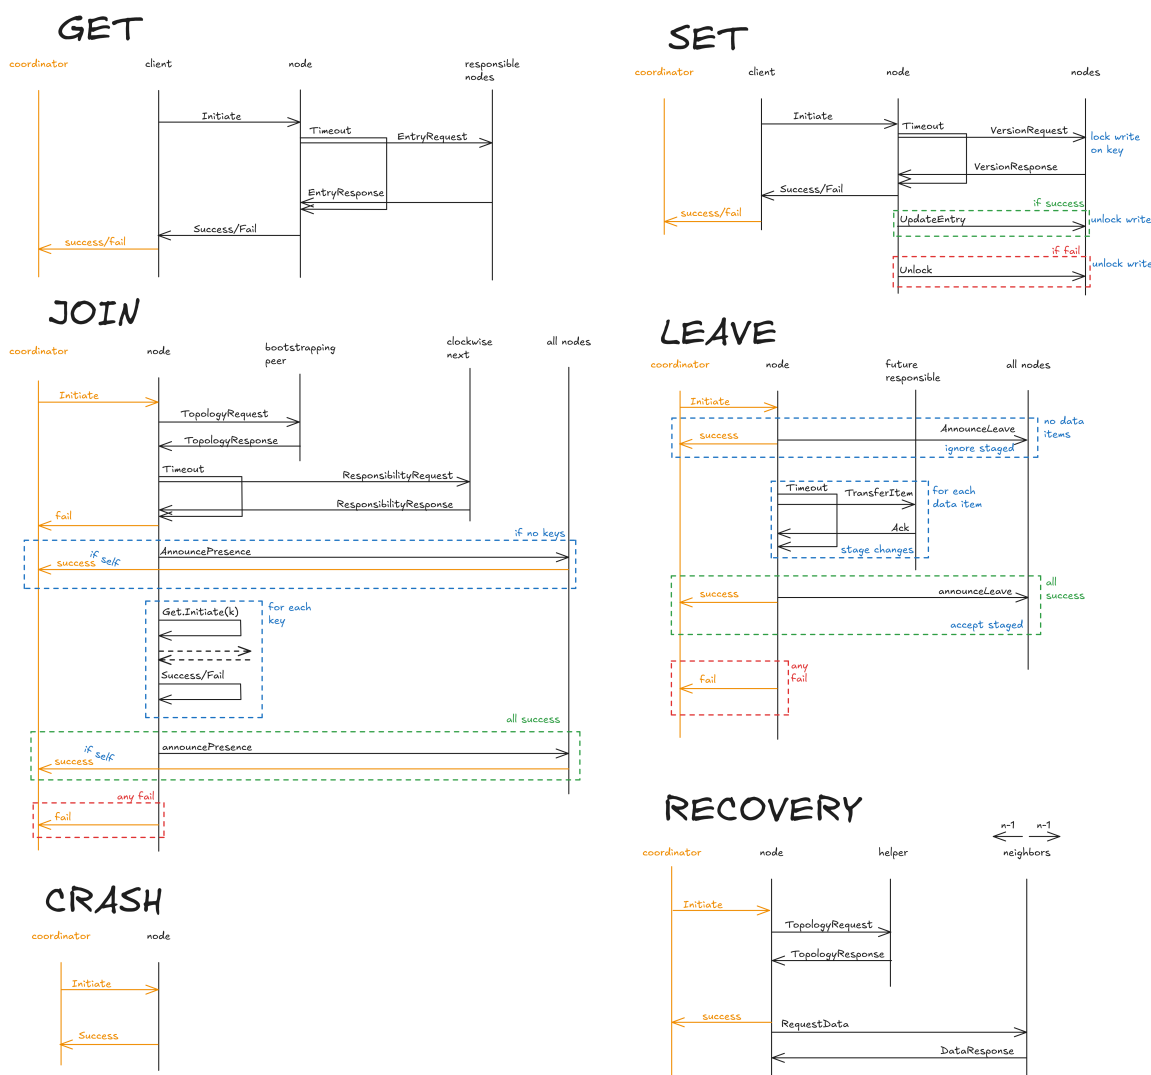 GET
coordinator
client
node
responsible
nodes
Initiate
Timeout
EntryRequest
EntryResponse
Success/Fail
success/fail
SET
coordinator
client
node
nodes
Initiate
Timeout
VersionRequest
lock write
on key
VersionResponse
Success/Fail
success/fail
if success
UpdateEntry
unlock write
if fail
Unlock
unlock write
JOIN
coordinator
node
bootstrapping
peer
clockwise
next
all nodes
Initiate
TopologyRequest
TopologyResponse
Timeout
ResponsibilityRequest
ResponsibilityResponse
fail
if no keys
AnnouncePresence
if self
success
Get.Initiate(k)
for each
key
Success/Fail
all success
announcePresence
if self
success
any fail
fail
LEAVE
coordinator
node
future
responsible
all nodes
Initiate
AnnounceLeave
no data
items
success
ignore staged
Timeout
TransferItem
for each
data item
Ack
stage changes
success
announceLeave
all
success
accept staged
any
fail
fail
CRASH
coordinator
node
Initiate
Success
RECOVERY
n-1
n-1
coordinator
node
helper
neighbors
Initiate
TopologyRequest
TopologyResponse
success
RequestData
DataResponse